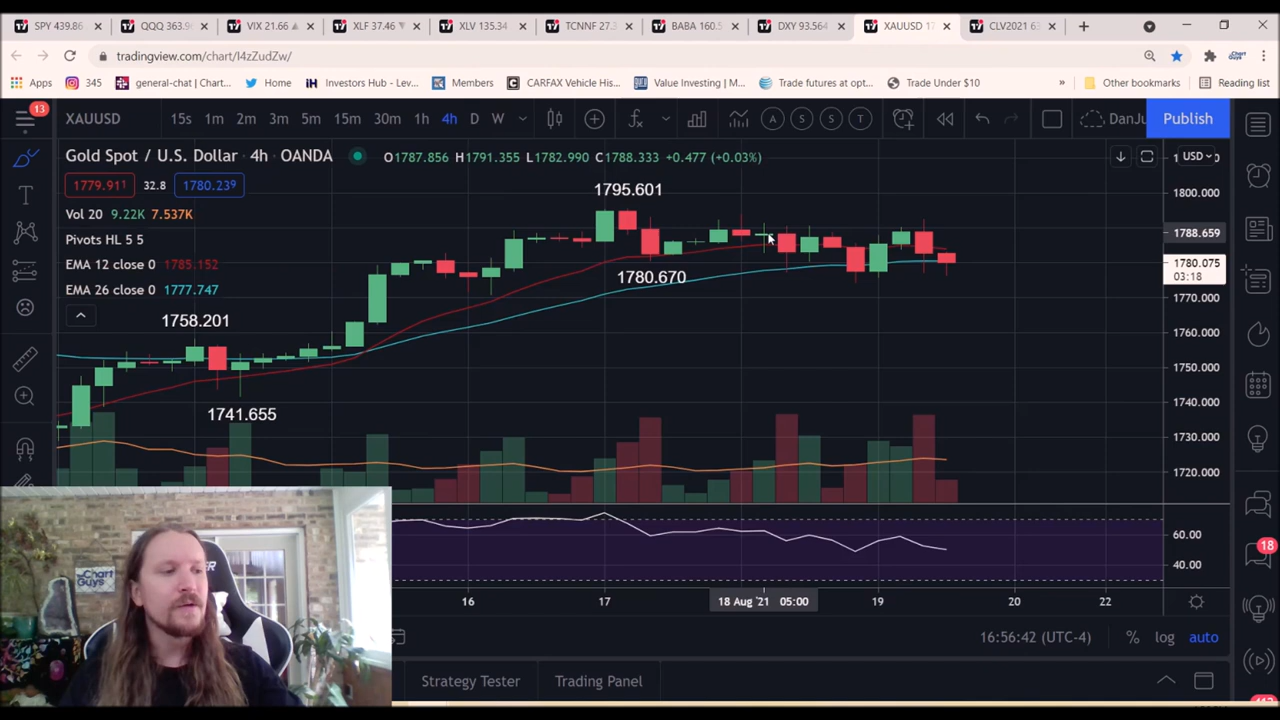 SPY 439.86
QQQ 363.9
VIX 21.66
XLF 37.46
XLV 135.34
TCNNF 27.3
BABA 160.5
DXY 93.564
XAUUSD 17
CLV2021 63
tradingview.com/chart/I4zZudZw/
Apps
345
general-chat | Chart...
Home
Investors Hub - Lev...
Members
CARFAX Vehicle His...
Value Investing | M...
Trade futures at opt...
Trade Under $10
»
Other bookmarks
Reading list
13
XAUUSD
15s 1m 2m 3m 5m 15m 30m 1h 4h D W
A S S T
DanJu
Publish
Gold Spot / U.S. Dollar · 4h · OANDA
O1787.856 H1791.355 L1782.990 C1788.333 +0.477 (+0.03%)
USD
1779.911 32.8 1780.239
Vol 20 9.22K 7.537K
Pivots HL 5 5
EMA 12 close 0 1785.152
EMA 26 close 0 1777.747
1795.601
1780.670
1758.201
1741.655
1800.000
1788.659
1780.075
03:18
1770.000
1760.000
1750.000
1740.000
1730.000
1720.000
60.00
40.00
16
17
18 Aug '21 05:00
19
20
22
16:56:42 (UTC-4)
% log auto
Strategy Tester
Trading Panel
18
Chart
Guys